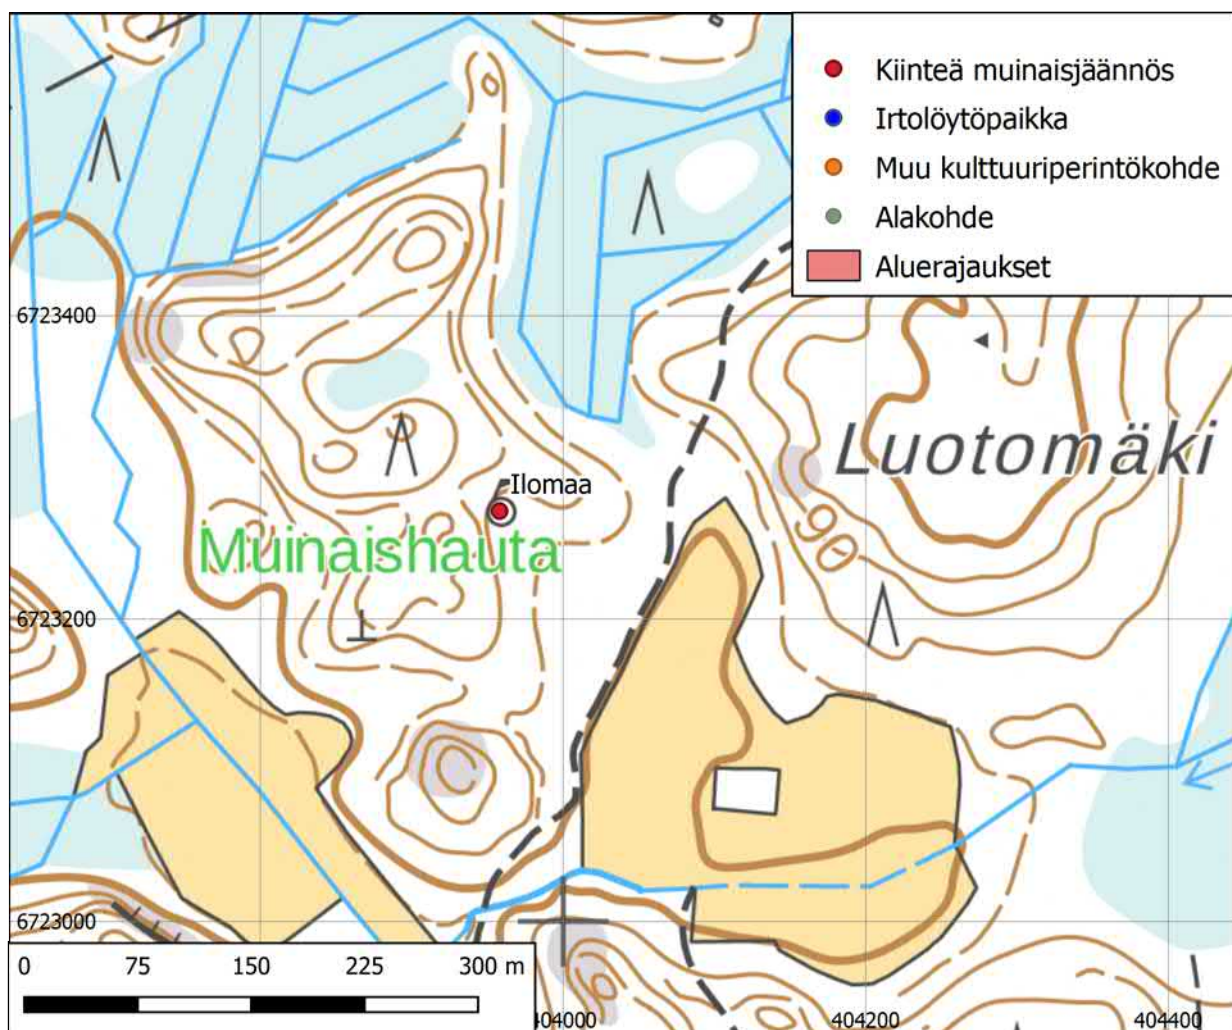 Kiinteä muinaisjäännös
Irtolöytöpaikka
Muu kulttuuriperintökohde
Alakohde
Aluerajaukset
6723400
Luotomäki
Ilomaa
90
Muinaishauta
6723200
6723000
0 75 150 225 300 m
404000 404200 404400